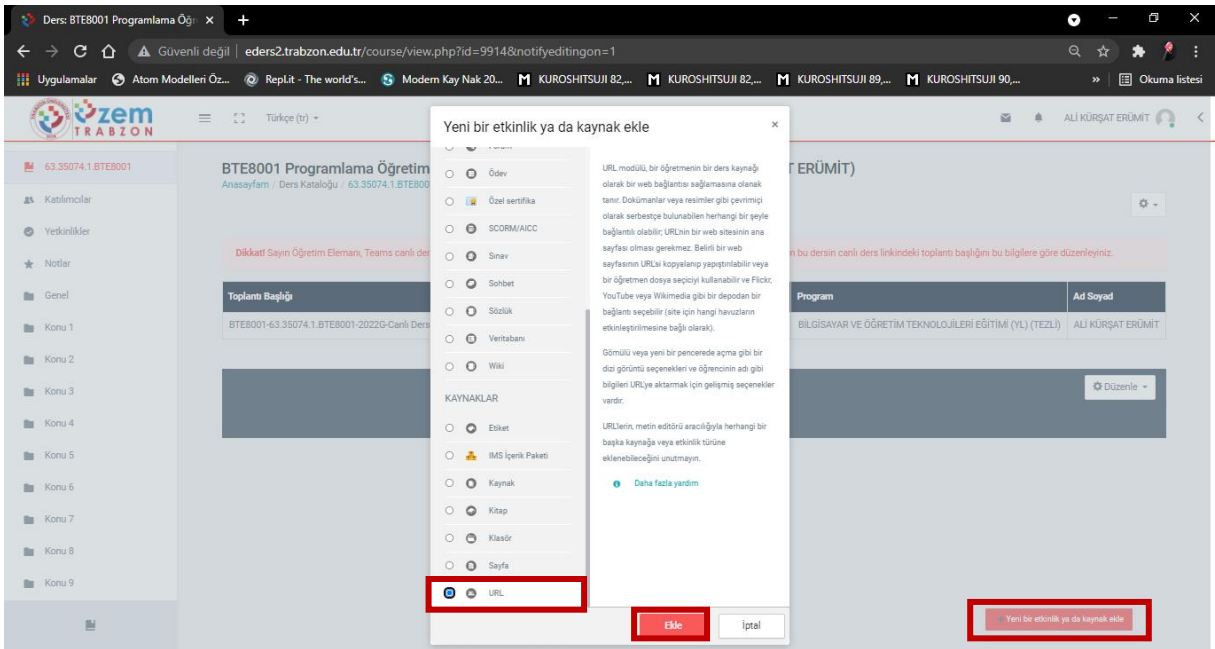 Ders: BTE8001 Programlama Öğr
Güvenli değil | eders2.trabzon.edu.tr/course/view.php?id=9914&notifyeditingon=1
Uygulamalar Atom Modelleri Öz... Repl.it - The world's... Modern Kay Nak 20... KUROSHITSUJI 82,... KUROSHITSUJI 82,... KUROSHITSUJI 89,... KUROSHITSUJI 90,... » Okuma listesi
özem
TRABZON
Türkçe (tr)
ALİ KÜRŞAT ERÜMİT
63.35074.1.BTE8001
Katılımcılar
Yetkinlikler
Notlar
Genel
Konu 1
Konu 2
Konu 3
Konu 4
Konu 5
Konu 6
Konu 7
Konu 8
Konu 9
BTE8001 Programlama Öğretim
T ERÜMİT)
Anasayfam / Ders Kataloğu / 63.35074.1.BTE800
Dikkat! Sayın Öğretim Elemanı; Teams canlı der
bu dersin canlı ders linkindeki toplantı başlığını bu bilgilere göre düzenleyiniz.
Toplantı Başlığı
Program
Ad Soyad
BTE8001-63.35074.1.BTE8001-2022G-Canlı Ders
BİLGİSAYAR VE ÖĞRETİM TEKNOLOJİLERİ EĞİTİMİ (YL) (TEZLİ)
ALİ KÜRŞAT ERÜMİT
Düzenle
Yeni bir etkinlik ya da kaynak ekle
×
Forum
Ödev
Özel sertifika
SCORM/AICC
Sınav
Sohbet
Sözlük
Veritabanı
Wiki
KAYNAKLAR
Etiket
IMS İçerik Paketi
Kaynak
Kitap
Klasör
Sayfa
URL
URL modülü, bir öğretmenin bir ders kaynağı
olarak bir web bağlantısı sağlamasına olanak
tanır. Dokümanlar veya resimler gibi çevrimiçi
olarak serbestçe bulunabilen herhangi bir şeyle
bağlantılı olabilir; URL'nin bir web sitesinin ana
sayfası olması gerekmez. Belirli bir web
sayfasının URL'si kopyalanıp yapıştırılabilir veya
bir öğretmen dosya seçiciyi kullanabilir ve Flickr,
YouTube veya Wikimedia gibi bir depodan bir
bağlantı seçebilir (site için hangi havuzların
etkinleştirilmesine bağlı olarak).
Gömülü veya yeni bir pencerede açma gibi bir
dizi görüntü seçenekleri ve öğrencinin adı gibi
bilgileri URL'ye aktarmak için gelişmiş seçenekler
vardır.
URL'lerin, metin editörü aracılığıyla herhangi bir
başka kaynağa veya etkinlik türüne
eklenebileceğini unutmayın.
Daha fazla yardım
Ekle
İptal
Yeni bir etkinlik ya da kaynak ekle